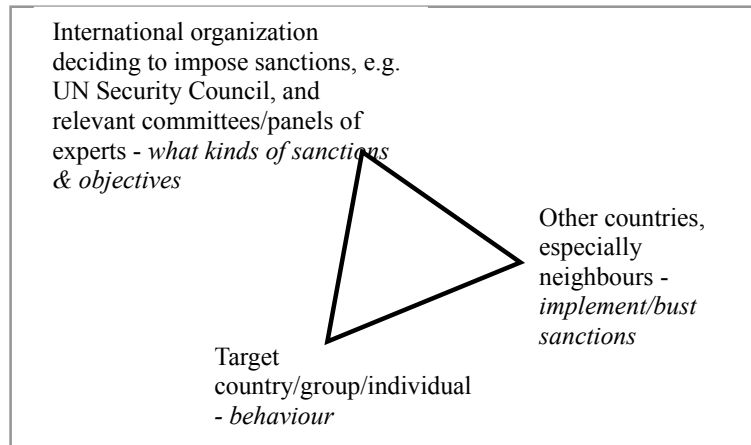 International organization
deciding to impose sanctions, e.g.
UN Security Council, and
relevant committees/panels of
experts - what kinds of sanctions
& objectives
Other countries,
especially
neighbours -
implement/bust
sanctions
Target
country/group/individual
- behaviour